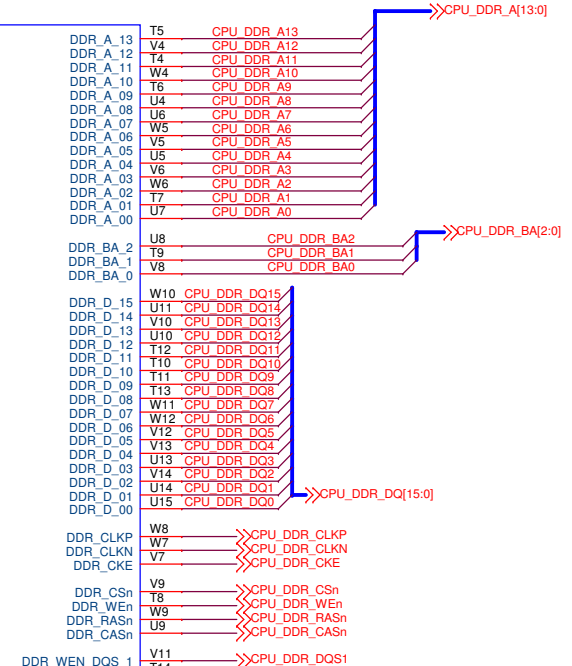 CPU_DDR_A[13:0]
DDR_A_13 T5 CPU_DDR_A13
DDR_A_12 V4 CPU_DDR_A12
DDR_A_11 T4 CPU_DDR_A11
DDR_A_10 W4 CPU_DDR_A10
DDR_A_09 T6 CPU_DDR_A9
DDR_A_08 U4 CPU_DDR_A8
DDR_A_07 U6 CPU_DDR_A7
DDR_A_06 W5 CPU_DDR_A6
DDR_A_05 V5 CPU_DDR_A5
DDR_A_04 U5 CPU_DDR_A4
DDR_A_03 V6 CPU_DDR_A3
DDR_A_02 W6 CPU_DDR_A2
DDR_A_01 T7 CPU_DDR_A1
DDR_A_00 U7 CPU_DDR_A0
CPU_DDR_BA[2:0]
DDR_BA_2 U8 CPU_DDR_BA2
DDR_BA_1 T9 CPU_DDR_BA1
DDR_BA_0 V8 CPU_DDR_BA0
DDR_D_15 W10 CPU_DDR_DQ15
DDR_D_14 U11 CPU_DDR_DQ14
DDR_D_13 V10 CPU_DDR_DQ13
DDR_D_12 U10 CPU_DDR_DQ12
DDR_D_11 T12 CPU_DDR_DQ11
DDR_D_10 T10 CPU_DDR_DQ10
DDR_D_09 T11 CPU_DDR_DQ9
DDR_D_08 T13 CPU_DDR_DQ8
DDR_D_07 W11 CPU_DDR_DQ7
DDR_D_06 W12 CPU_DDR_DQ6
DDR_D_05 V12 CPU_DDR_DQ5
DDR_D_04 V13 CPU_DDR_DQ4
DDR_D_03 U13 CPU_DDR_DQ3
DDR_D_02 V14 CPU_DDR_DQ2
DDR_D_01 U14 CPU_DDR_DQ1
CPU_DDR_DQ[15:0]
DDR_D_00 U15 CPU_DDR_DQ0
DDR_CLKP W8 CPU_DDR_CLKP
DDR_CLKN W7 CPU_DDR_CLKN
DDR_CKE V7 CPU_DDR_CKE
DDR_CSn V9 CPU_DDR_CSn
DDR_WEn T8 CPU_DDR_WEn
DDR_RASn W9 CPU_DDR_RASn
DDR_CASn U9 CPU_DDR_CASn
DDR_WEN_DQS_1 V11 CPU_DDR_DQS1